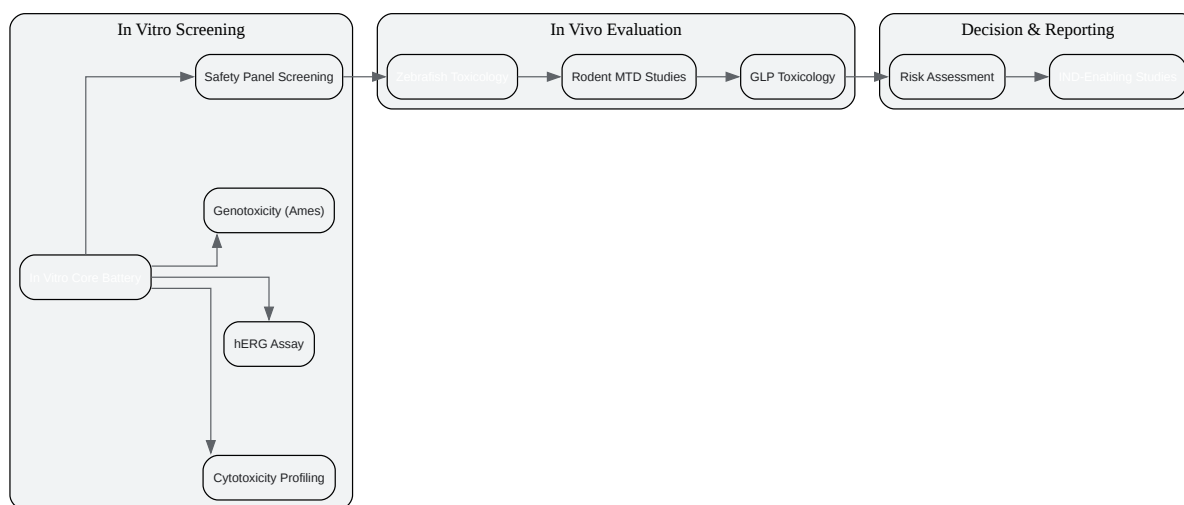 In Vitro Screening
Safety Panel Screening
Genotoxicity (Ames)
In Vitro Core Battery
hERG Assay
Cytotoxicity Profiling
In Vivo Evaluation
Zebrafish Toxicology
Rodent MTD Studies
GLP Toxicology
Decision & Reporting
Risk Assessment
IND-Enabling Studies